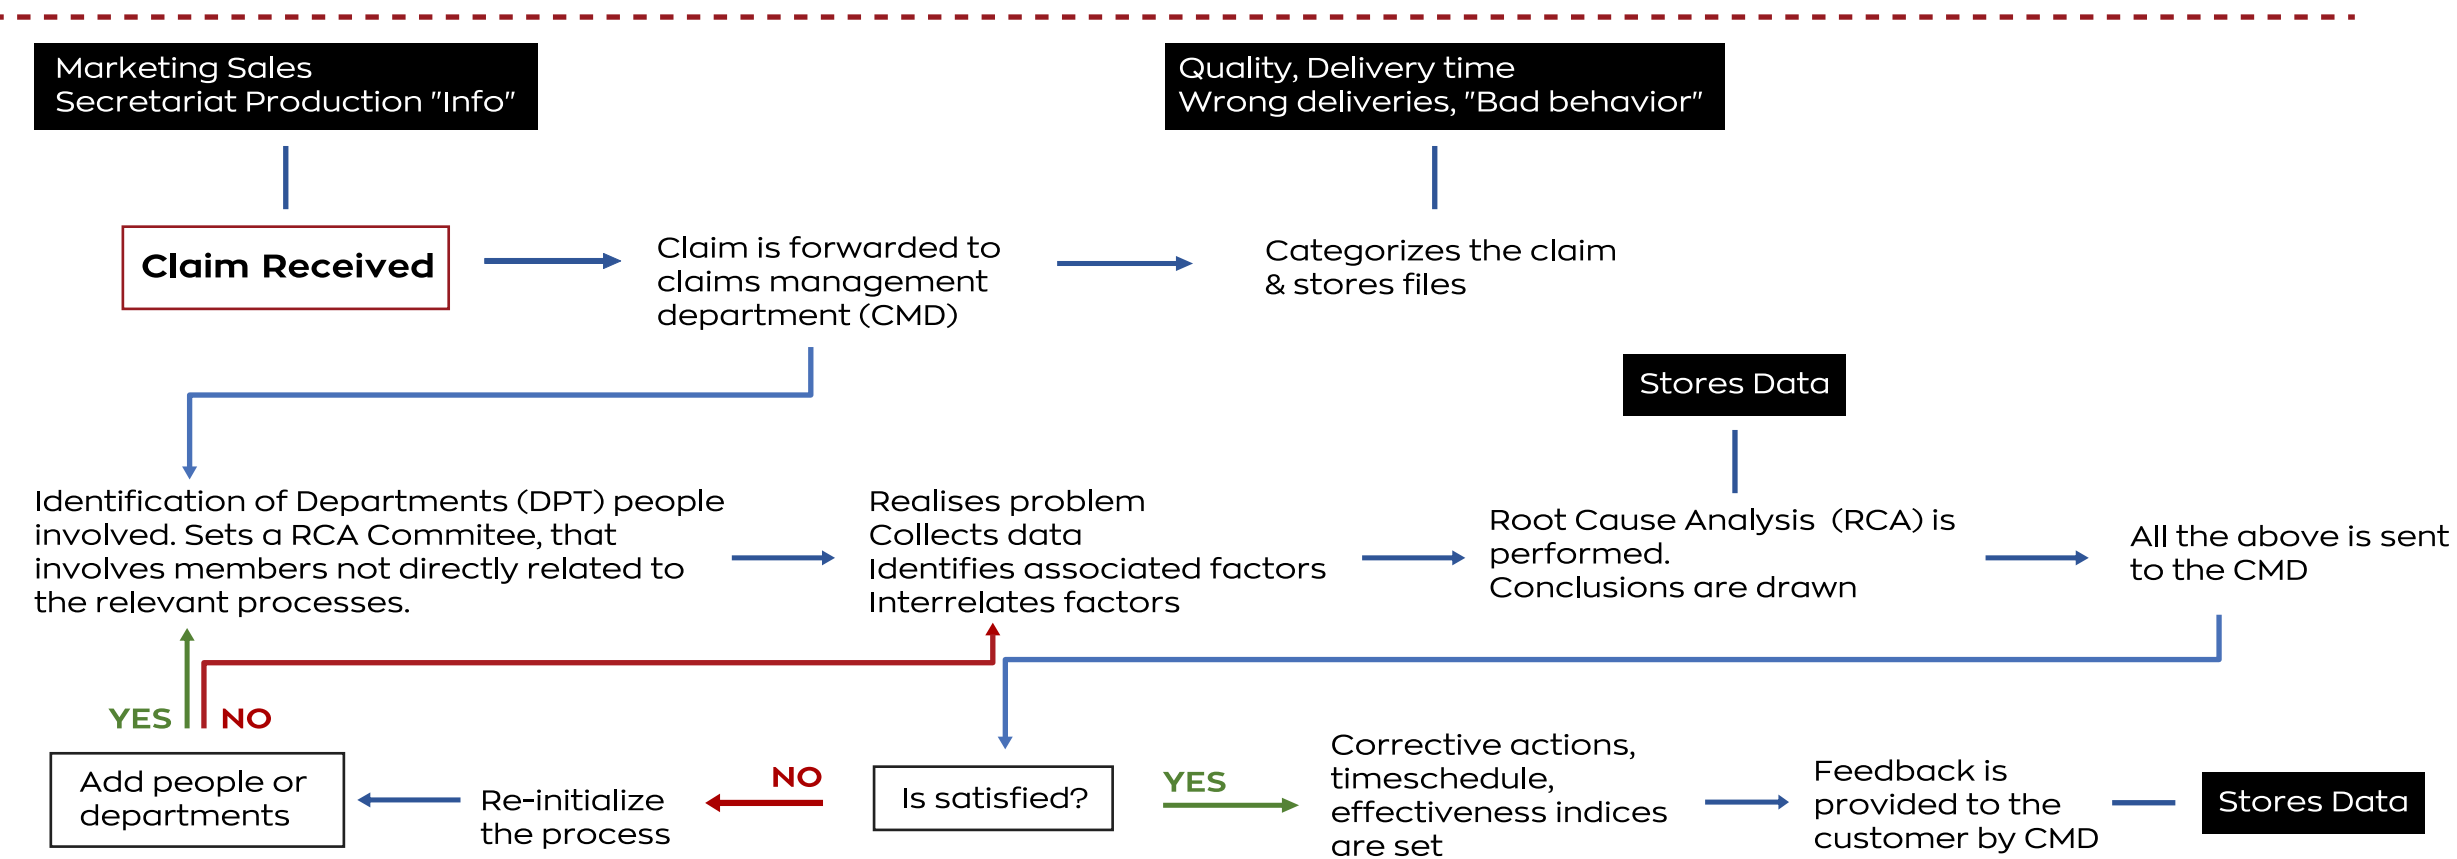 Marketing Sales
Secretariat Production "Info"
Quality, Delivery time
Wrong deliveries, "Bad behavior"
Claim Received
Claim is forwarded to
claims management
department (CMD)
Categorizes the claim
& stores files
Stores Data
Identification of Departments (DPT) people
involved. Sets a RCA Commitee, that
involves members not directly related to
the relevant processes.
Realises problem
Collects data
Identifies associated factors
Interrelates factors
Root Cause Analysis (RCA) is
performed.
Conclusions are drawn
All the above is sent
to the CMD
YES
NO
Add people or
departments
Re-initialize
the process
NO
Is satisfied?
YES
Corrective actions,
timeschedule,
effectiveness indices
are set
Feedback is
provided to the
customer by CMD
Stores Data